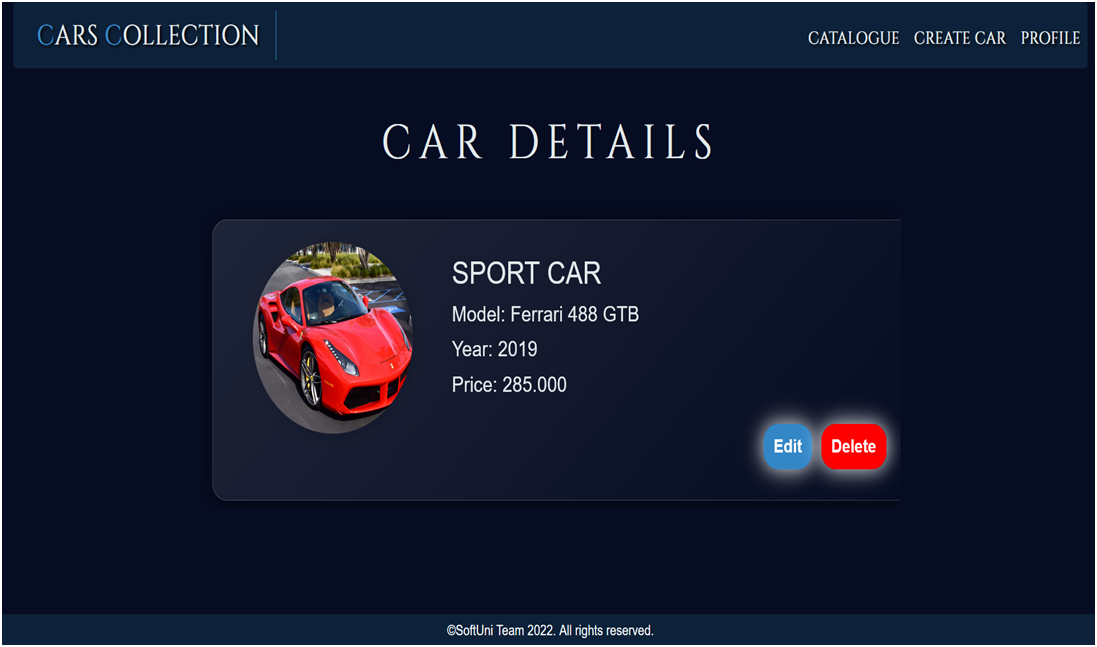 CARS COLLECTION
CATALOGUE CREATE CAR PROFILE
CAR DETAILS
SPORT CAR
Model: Ferrari 488 GTB
Year: 2019
Price: 285.000
Edit Delete
©SoftUni Team 2022. All rights reserved.